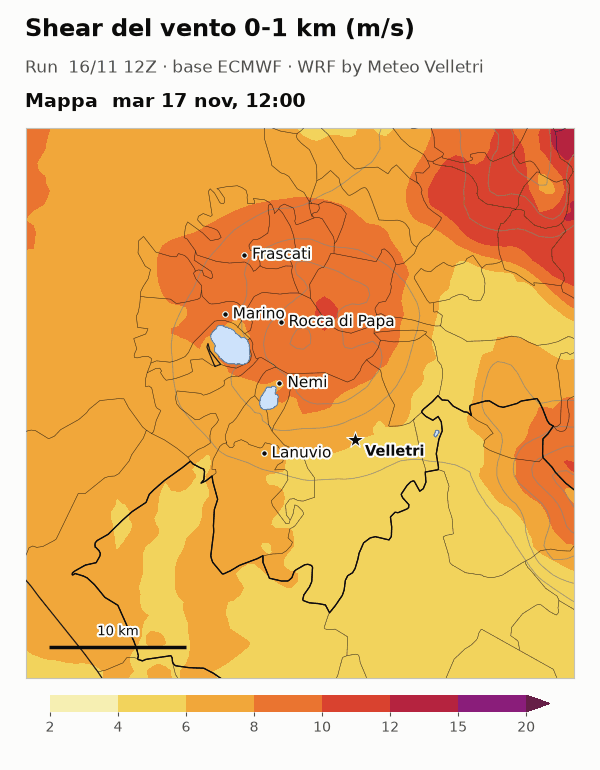 Shear del vento 0-1 km (m/s)
Run  16/11 12Z · base ECMWF · WRF by Meteo Velletri
Mappa  mar 17 nov, 12:00
Frascati
Marino
Rocca di Papa
Nemi
Velletri
Lanuvio
10 km
2 4 6 8 10 12 15 20